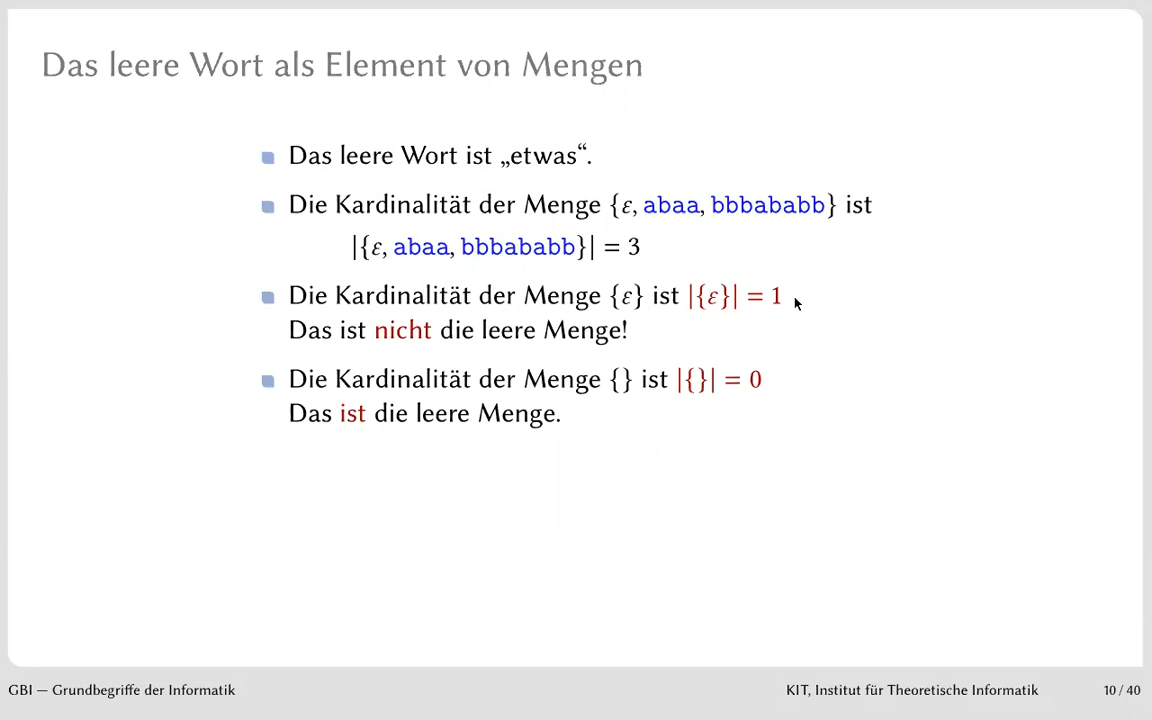 Das leere Wort als Element von Mengen
Das leere Wort ist „etwas“.
Die Kardinalität der Menge {ε, abaa, bbbababb} ist
|{ε, abaa, bbbababb}| = 3
Die Kardinalität der Menge {ε} ist |{ε}| = 1
Das ist nicht die leere Menge!
Die Kardinalität der Menge {} ist |{}| = 0
Das ist die leere Menge.
GBI — Grundbegriffe der Informatik
KIT, Institut für Theoretische Informatik
10 / 40